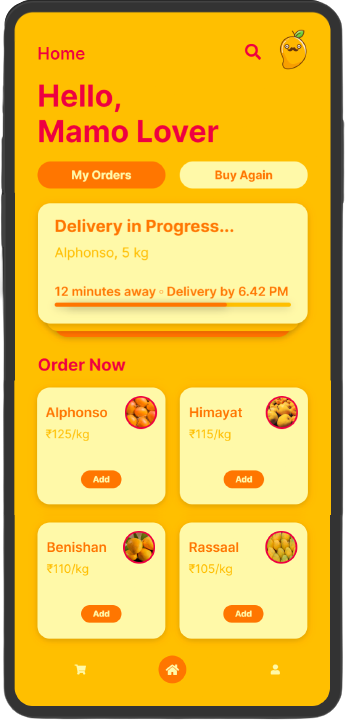 Home
Hello,
Mamo Lover
My Orders
Buy Again
Delivery in Progress...
Alphonso, 5 kg
12 minutes away ◦ Delivery by 6.42 PM
Order Now
Alphonso
₹125/kg
Add
Himayat
₹115/kg
Add
Benishan
₹110/kg
Add
Rassaal
₹105/kg
Add